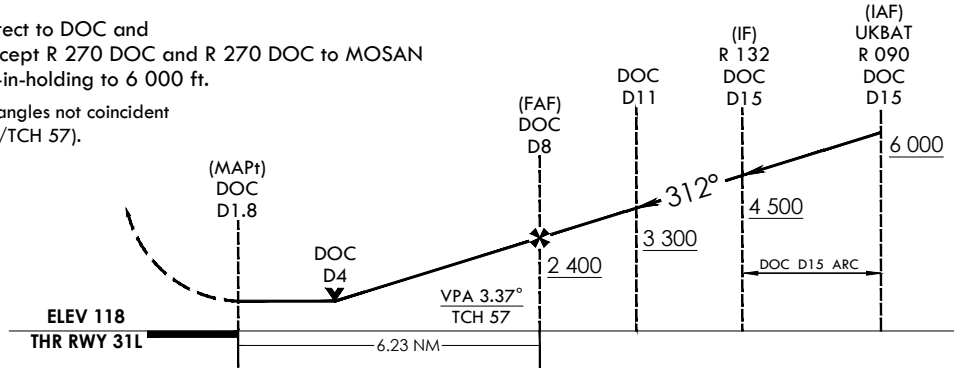 rect to DOC and
cept R 270 DOC and R 270 DOC to MOSAN
-in-holding to 6 000 ft.
angles not coincident
/TCH 57).
(IAF)
UKBAT
R 090
DOC
D15
(IF)
R 132
DOC
D15
DOC
D11
(FAF)
DOC
D8
(MAPt)
DOC
D1.8
DOC
D4
6 000
312°
4 500
3 300
2 400
DOC D15 ARC
VPA 3.37°
TCH 57
ELEV 118
THR RWY 31L
6.23 NM